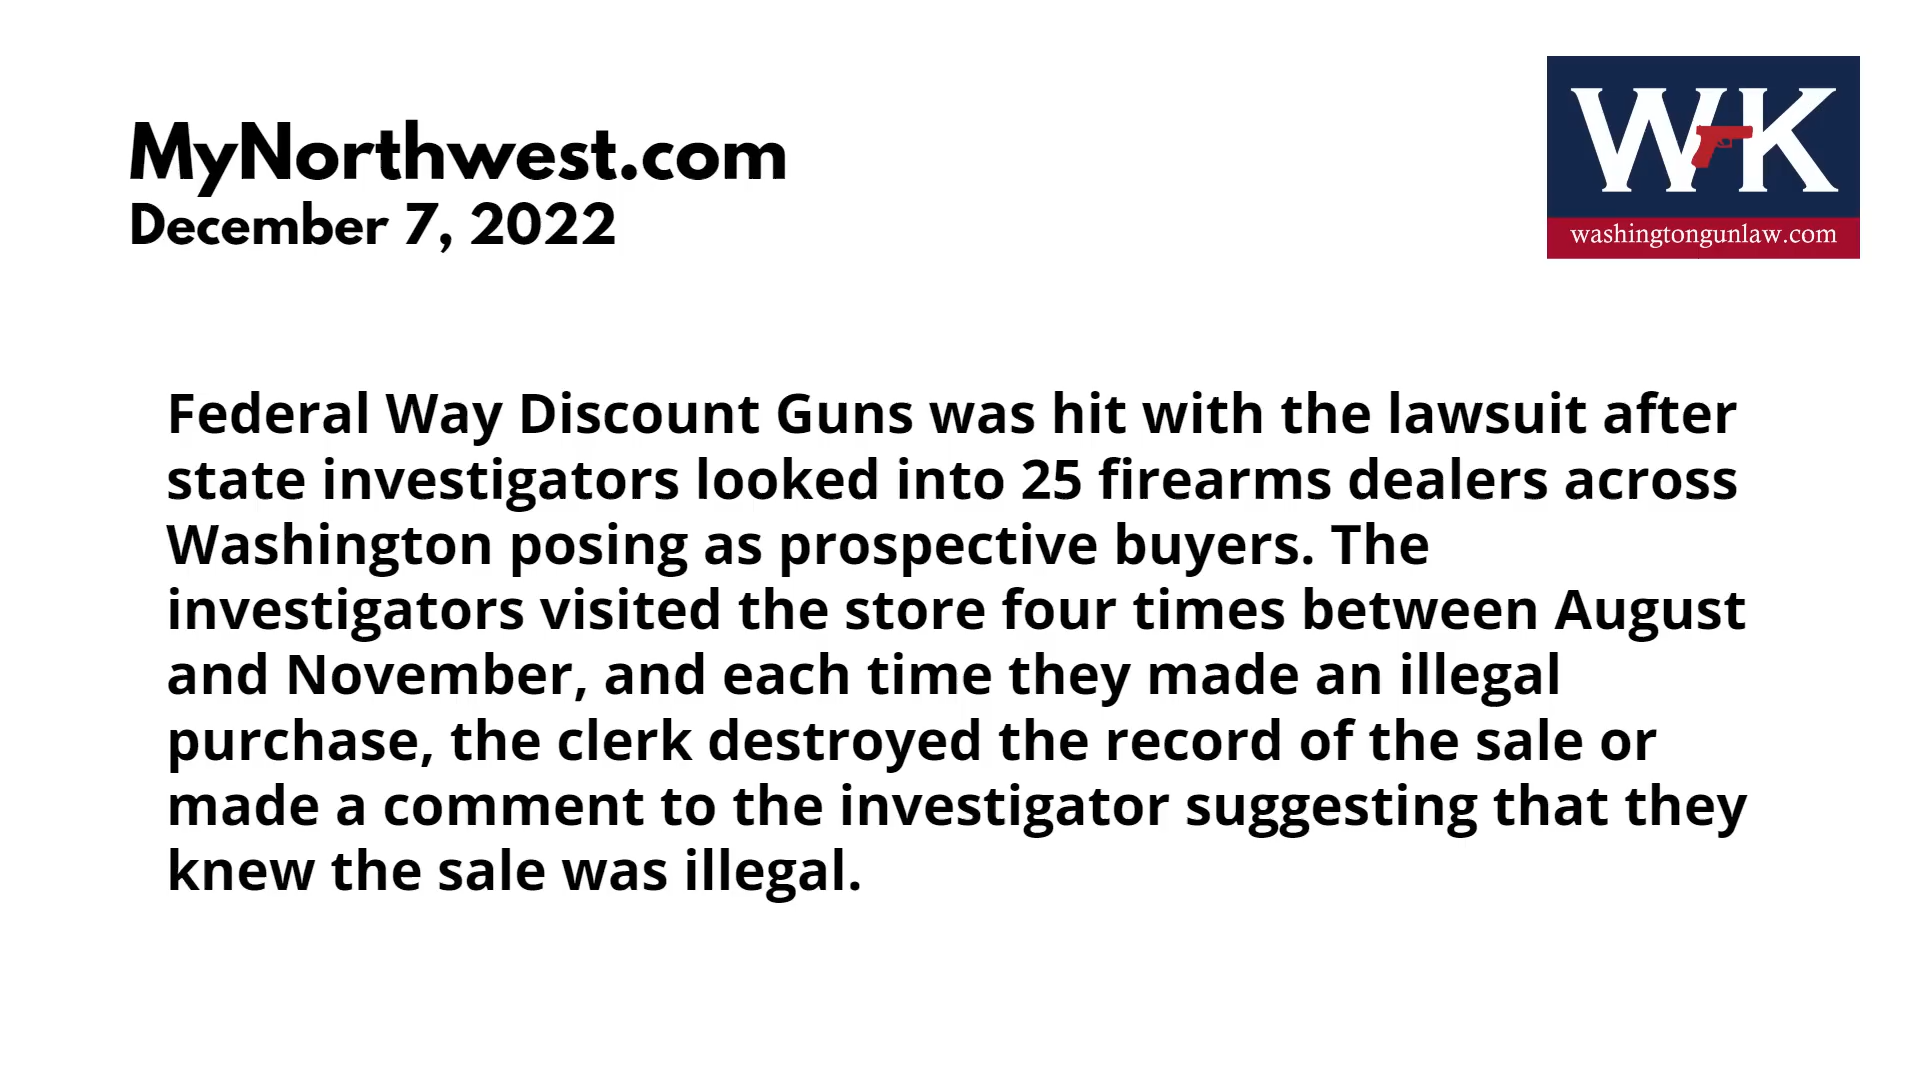 MyNorthwest.com
December 7, 2022
WK
washingtongunlaw.com
Federal Way Discount Guns was hit with the lawsuit after
state investigators looked into 25 firearms dealers across
Washington posing as prospective buyers. The
investigators visited the store four times between August
and November, and each time they made an illegal
purchase, the clerk destroyed the record of the sale or
made a comment to the investigator suggesting that they
knew the sale was illegal.